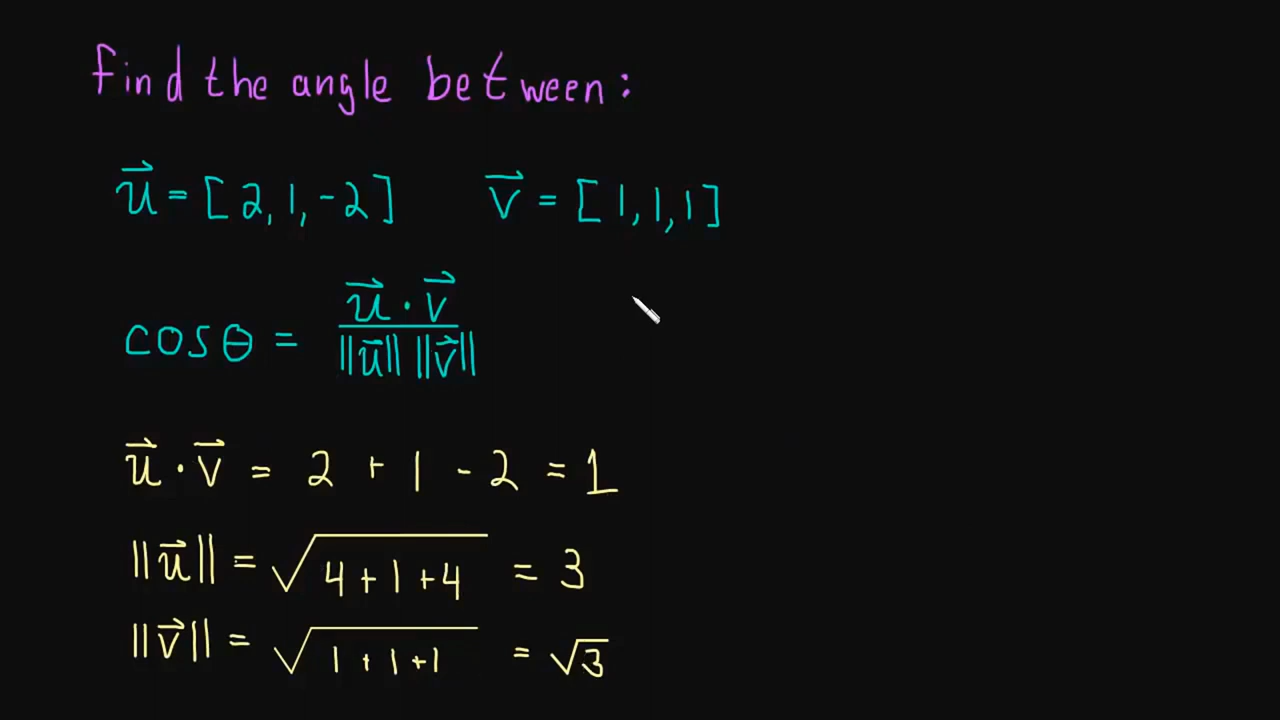 find the angle between:
u⃗ = [2, 1, -2] v⃗ = [1, 1, 1]
cosθ = u⃗ · v⃗ / ||u⃗|| ||v⃗||
u⃗ · v⃗ = 2 + 1 - 2 = 1
||u⃗|| = √(4+1+4) = 3
||v⃗|| = √(1+1+1) = √3